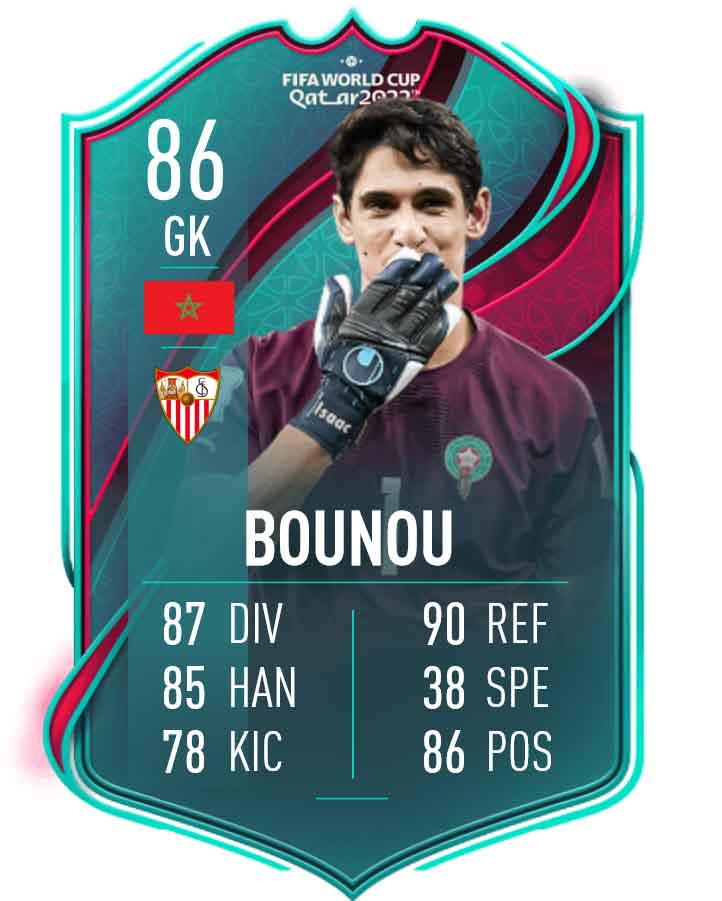 FIFA WORLD CUP
Qatar2022
86
GK
Isaac
1
BOUNOU
87 DIV
85 HAN
78 KIC
90 REF
38 SPE
86 POS